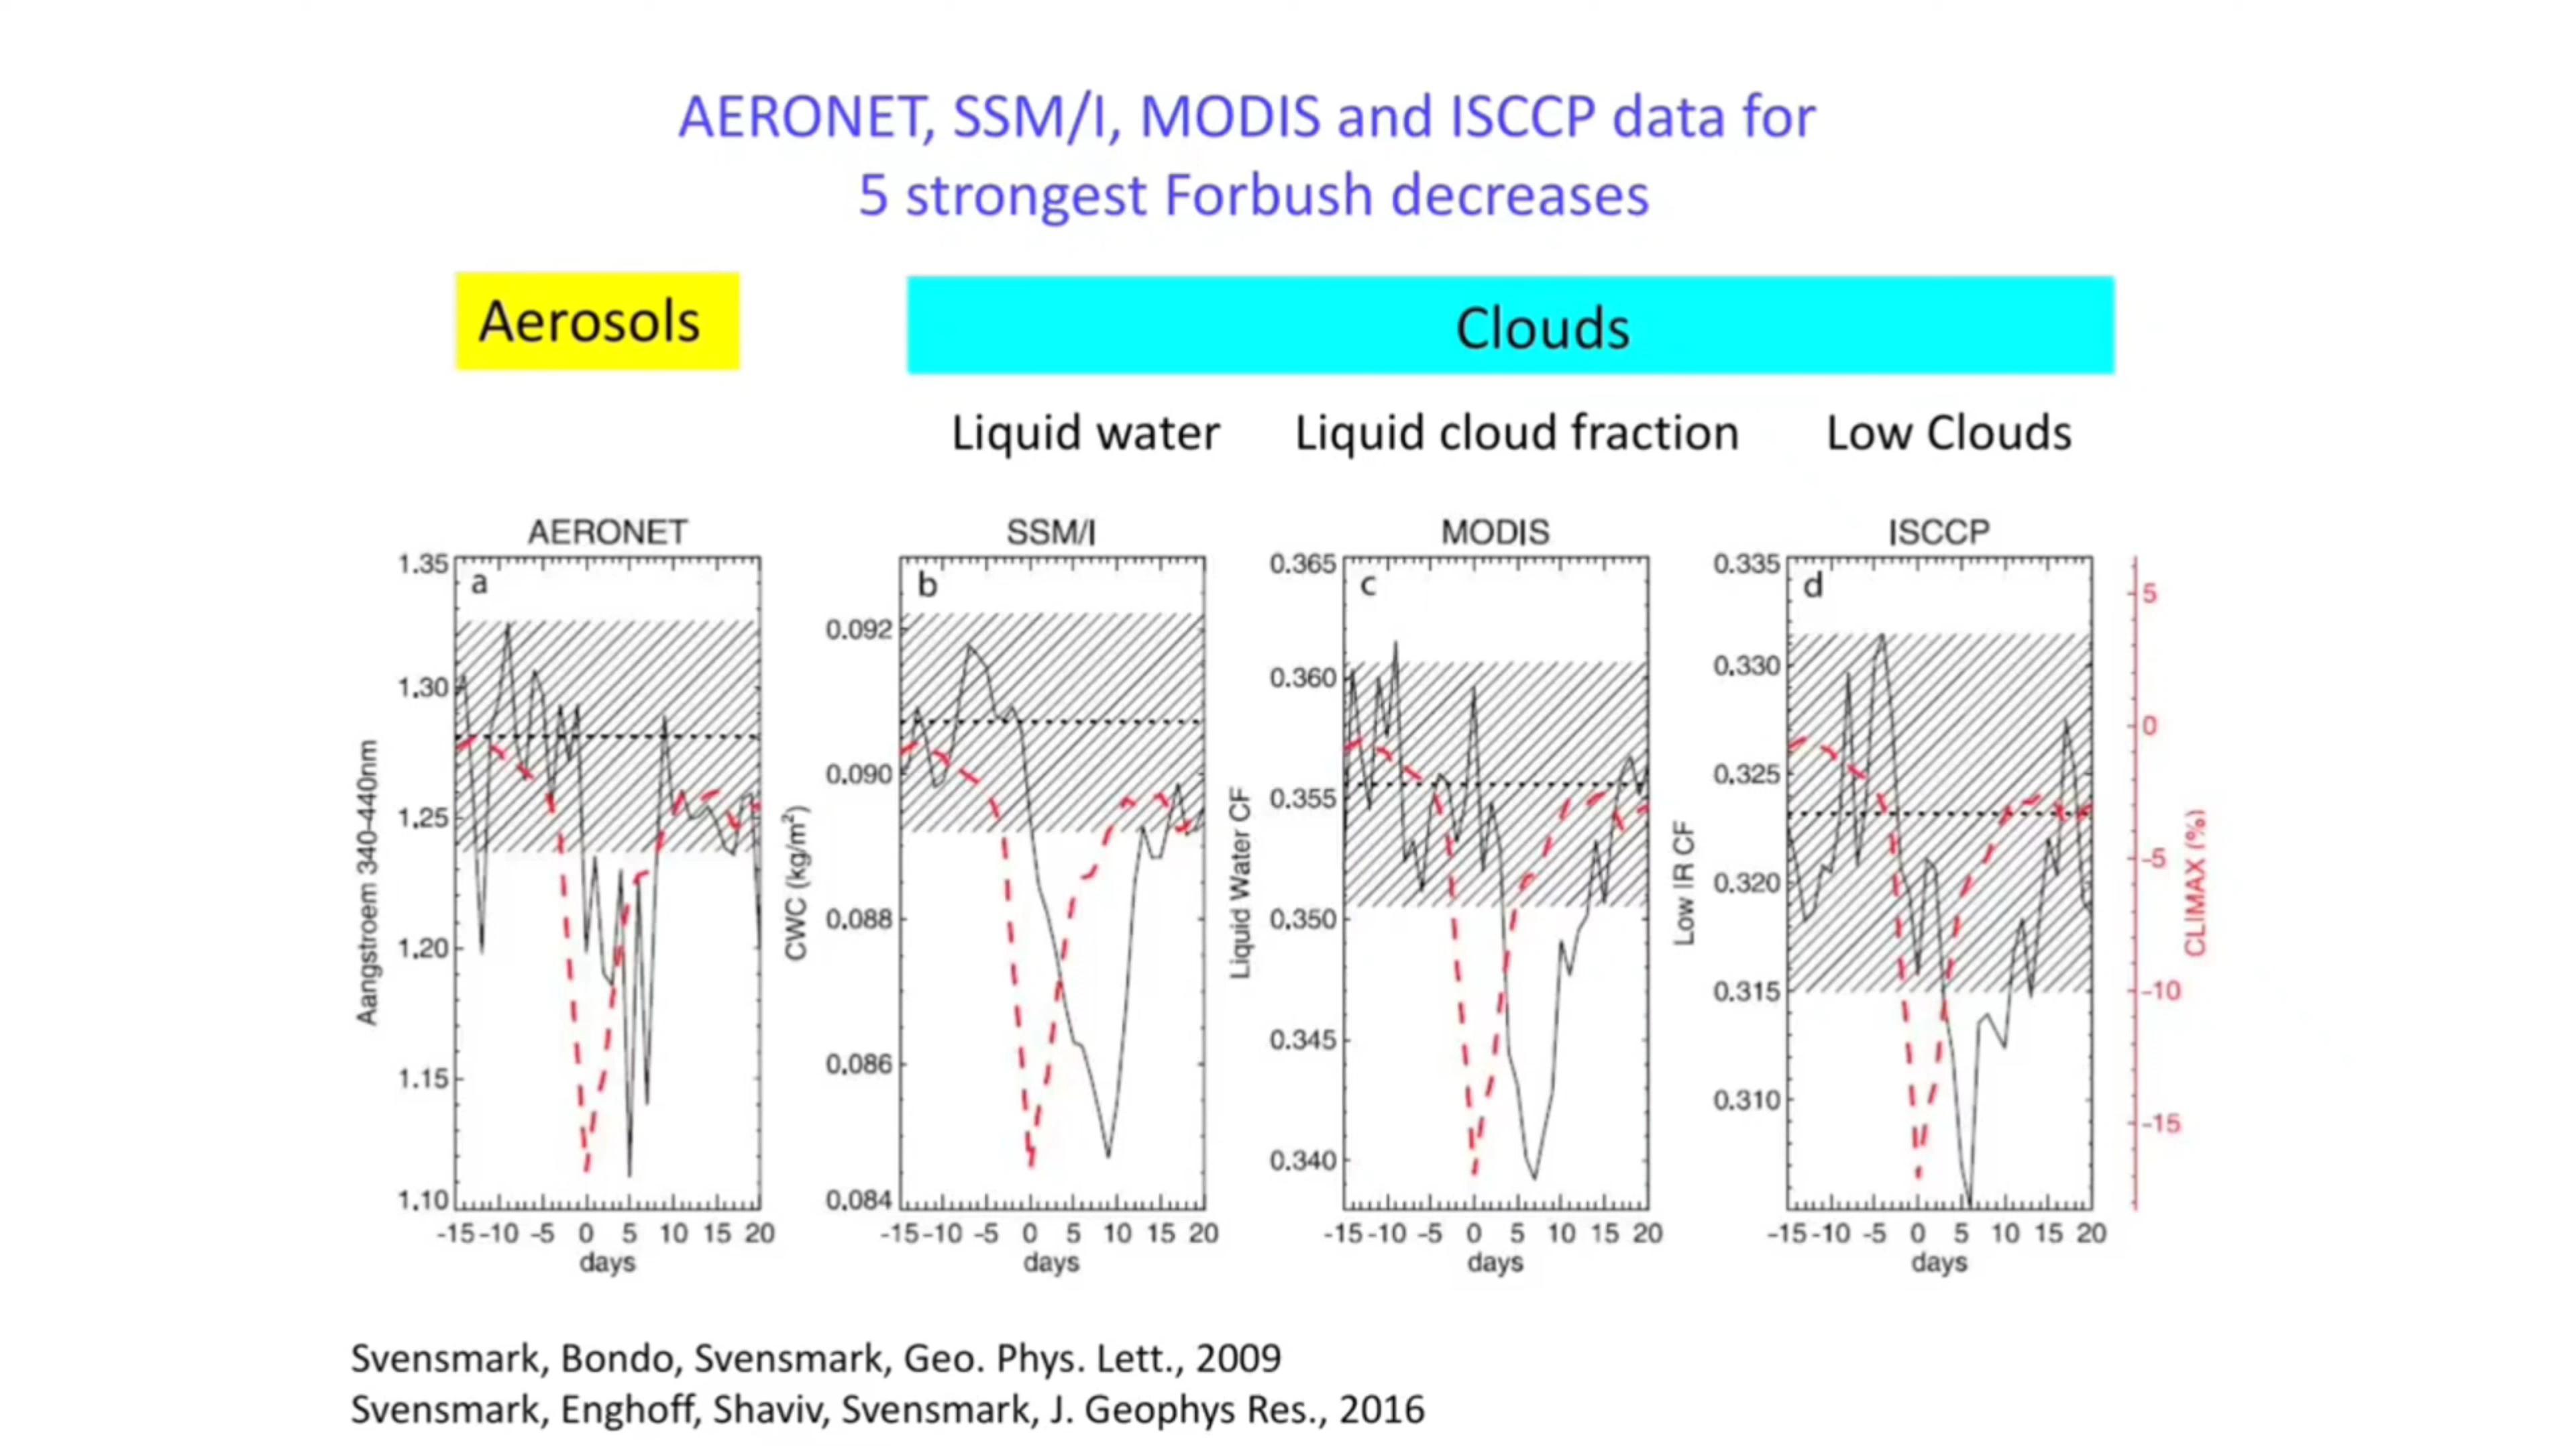 AERONET, SSM/I, MODIS and ISCCP data for
5 strongest Forbush decreases
Aerosols
Clouds
Liquid water
Liquid cloud fraction
Low Clouds
AERONET
a
1.35
1.30
1.25
1.20
1.15
1.10
Aangstroem 340-440nm
-15 -10 -5 0 5 10 15 20
days
SSM/I
b
0.092
0.090
0.088
0.086
0.084
CWC (kg/m²)
-15 -10 -5 0 5 10 15 20
days
MODIS
c
0.365
0.360
0.355
0.350
0.345
0.340
Liquid Water CF
-15 -10 -5 0 5 10 15 20
days
ISCCP
d
0.335
0.330
0.325
0.320
0.315
0.310
Low IR CF
-15 -10 -5 0 5 10 15 20
days
5
0
-5
-10
-15
CLIMAX (%)
Svensmark, Bondo, Svensmark, Geo. Phys. Lett., 2009
Svensmark, Enghoff, Shaviv, Svensmark, J. Geophys Res., 2016